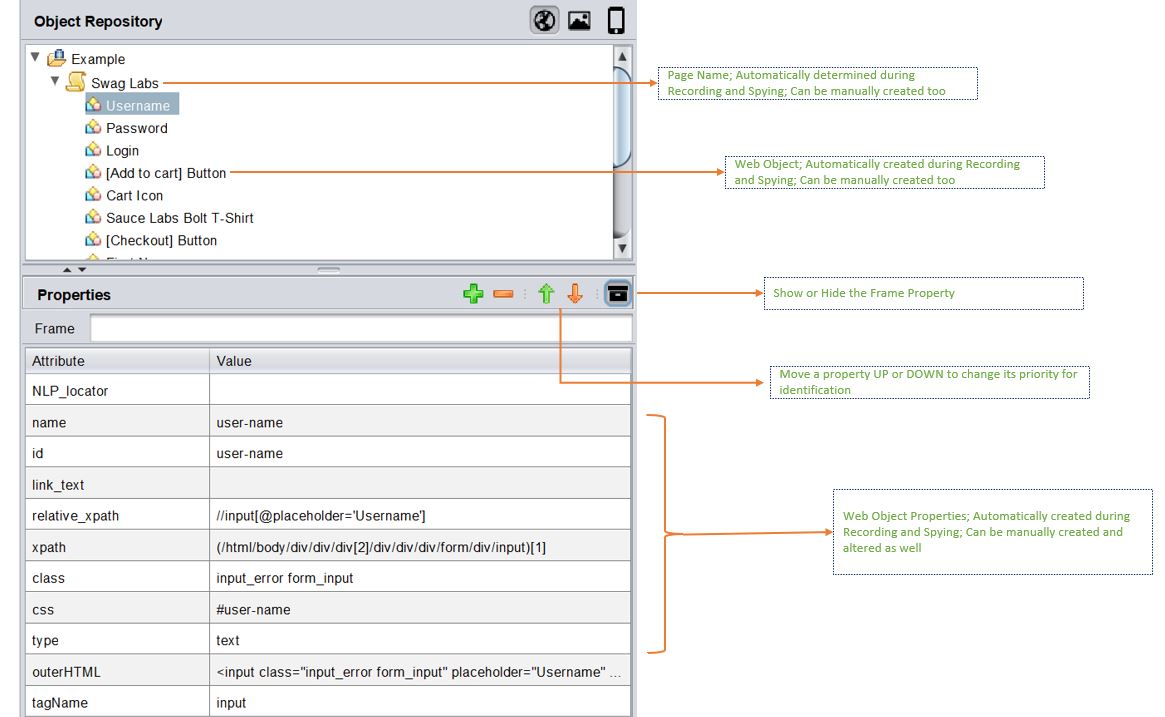 Object Repository
Example
Swag Labs
Page Name; Automatically determined during
Recording and Spying; Can be manually created too
Username
Password
Login
[Add to cart] Button
Web Object; Automatically created during Recording
and Spying; Can be manually created too
Cart Icon
Sauce Labs Bolt T-Shirt
[Checkout] Button
Properties
Show or Hide the Frame Property
Frame
Attribute Value
Move a property UP or DOWN to change its priority for
identification
NLP_locator
name user-name
id user-name
link_text
relative_xpath //input[@placeholder='Username']
xpath (/html/body/div/div/div[2]/div/div/div/form/div/input)[1]
class input_error form_input
css #user-name
type text
Web Object Properties; Automatically created during
Recording and Spying; Can be manually created and
altered as well
outerHTML <input class="input_error form_input" placeholder="Username" ...
tagName input